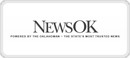 NEWSOK
POWERED BY THE OKLAHOMAN - THE STATE'S MOST TRUSTED NEWS